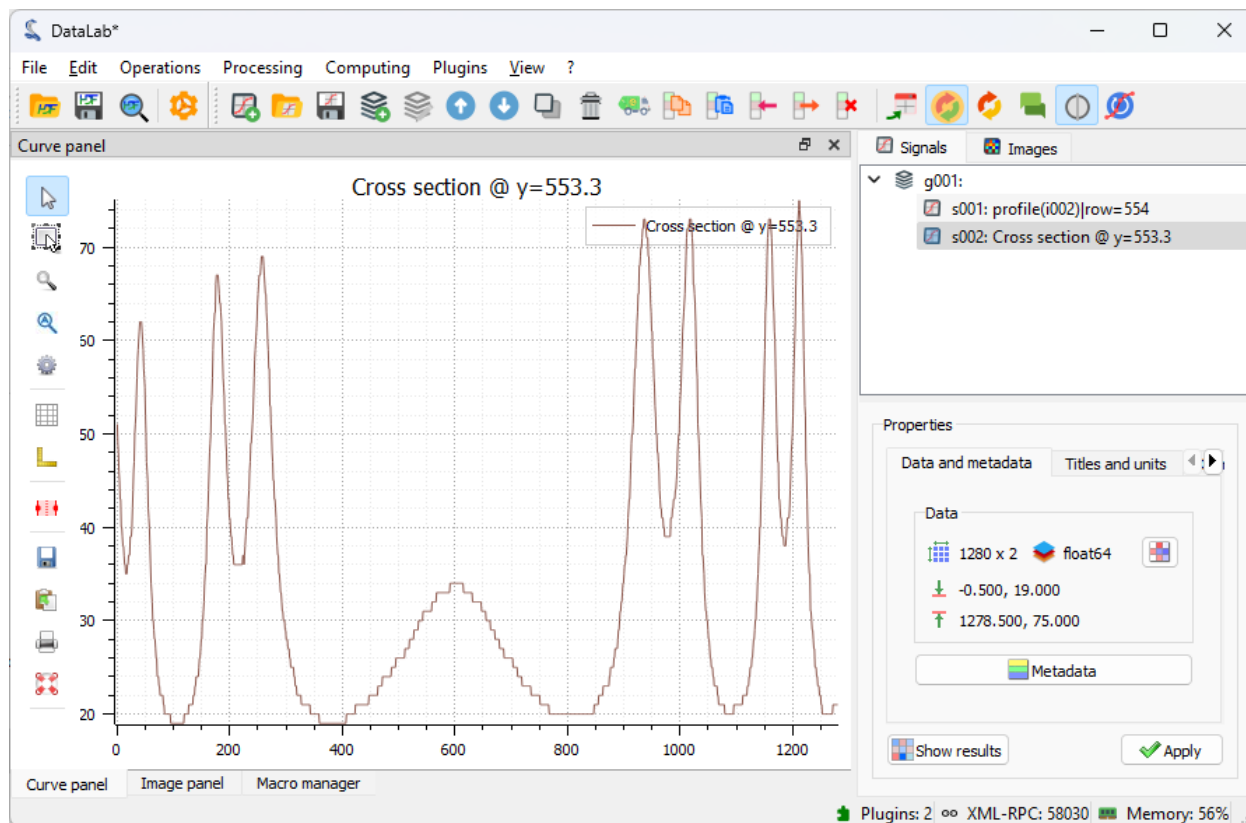 DataLab*
File Edit Operations Processing Computing Plugins View ?
Curve panel
Cross section @ y=553.3
Cross section @ y=553.3
70
60
50
40
30
20
0 200 400 600 800 1000 1200
Curve panel Image panel Macro manager
Signals Images
g001:
s001: profile(i002)|row=554
s002: Cross section @ y=553.3
Properties
Data and metadata Titles and units
Data
1280 x 2 float64
-0.500, 19.000
1278.500, 75.000
Metadata
Show results Apply
Plugins: 2 XML-RPC: 58030 Memory: 56%